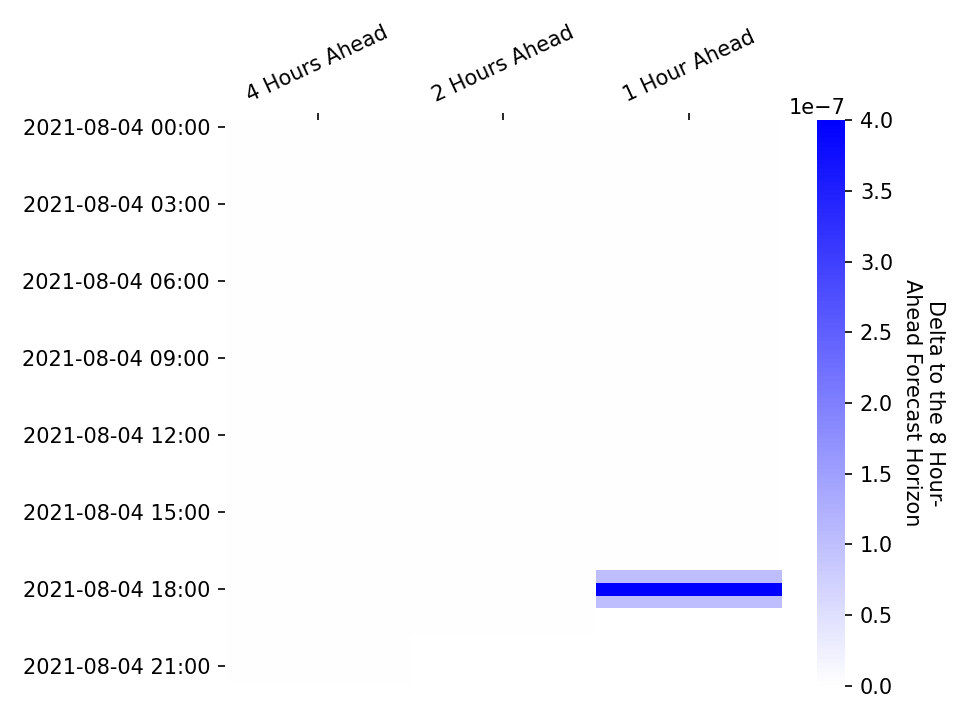 4 Hours Ahead
2 Hours Ahead
1 Hour Ahead
1e−7
2021-08-04 00:00
2021-08-04 03:00
2021-08-04 06:00
2021-08-04 09:00
2021-08-04 12:00
2021-08-04 15:00
2021-08-04 18:00
2021-08-04 21:00
4.0
3.5
3.0
2.5
2.0
1.5
1.0
0.5
0.0
Delta to the 8 Hour-
Ahead Forecast Horizon